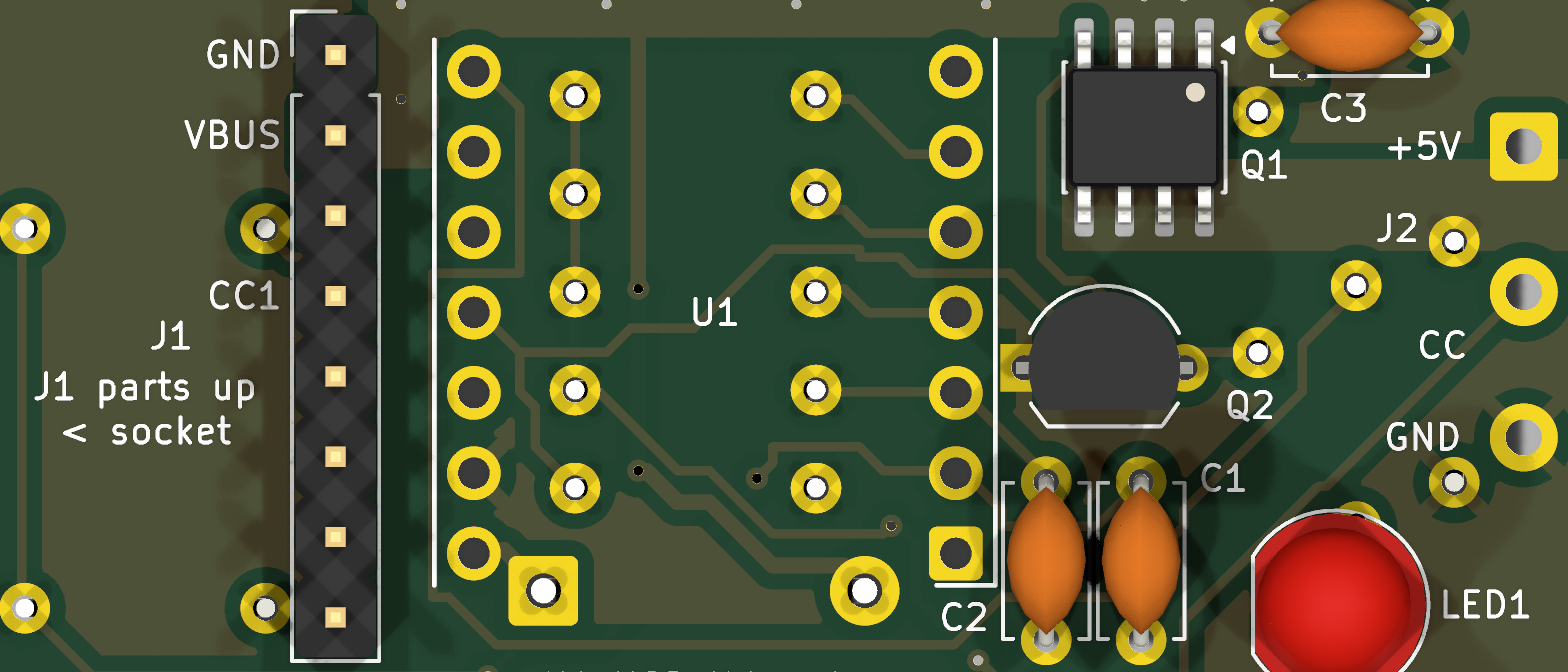 GND
VBUS
CC1
J1
J1 parts up
< socket
U1
C3
Q1
+5V
J2
CC
Q2
GND
C1
C2
LED1